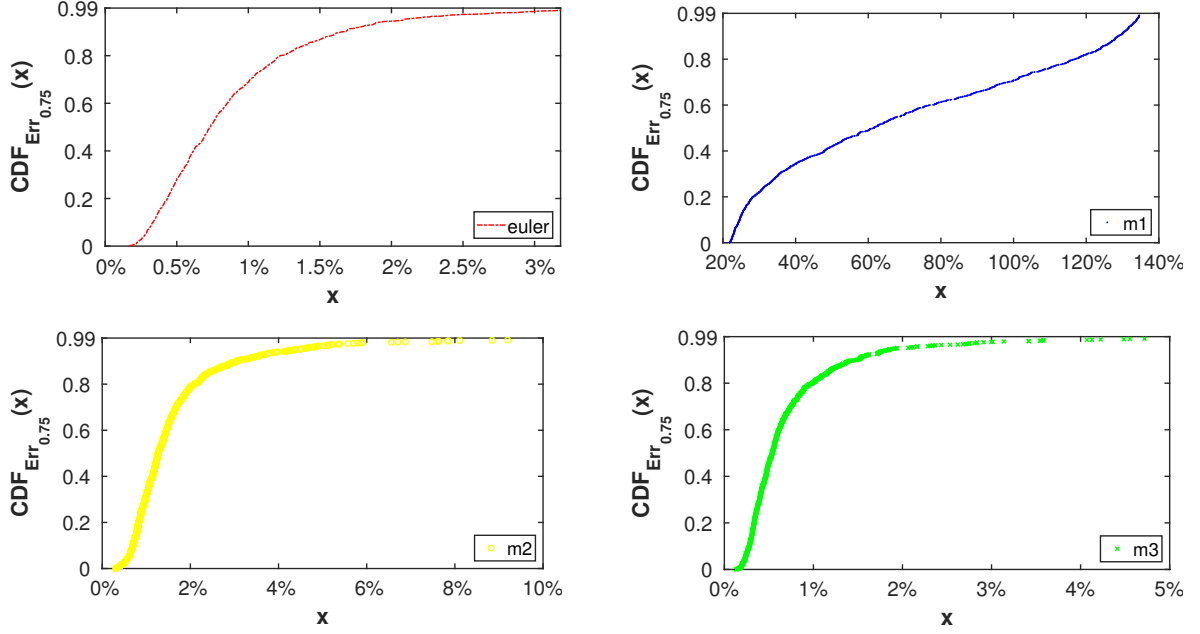 0.99
0.8
0.6
0.4
0.2
0
CDF_Err_0.75 (x)
euler
0% 0.5% 1% 1.5% 2% 2.5% 3%
x
0.99
0.8
0.6
0.4
0.2
0
CDF_Err_0.75 (x)
m1
20% 40% 60% 80% 100% 120% 140%
x
0.99
0.8
0.6
0.4
0.2
0
CDF_Err_0.75 (x)
m2
0% 2% 4% 6% 8% 10%
x
0.99
0.8
0.6
0.4
0.2
0
CDF_Err_0.75 (x)
m3
0% 1% 2% 3% 4% 5%
x